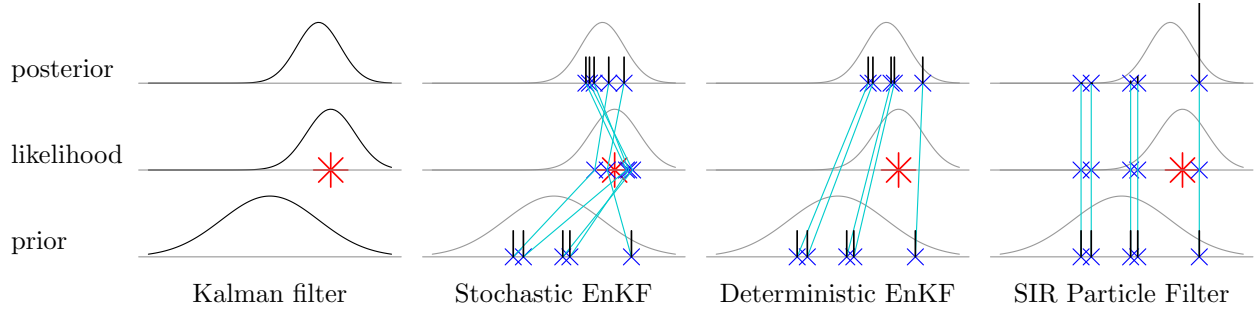 posterior
likelihood
prior
Kalman filter
Stochastic EnKF
Deterministic EnKF
SIR Particle Filter